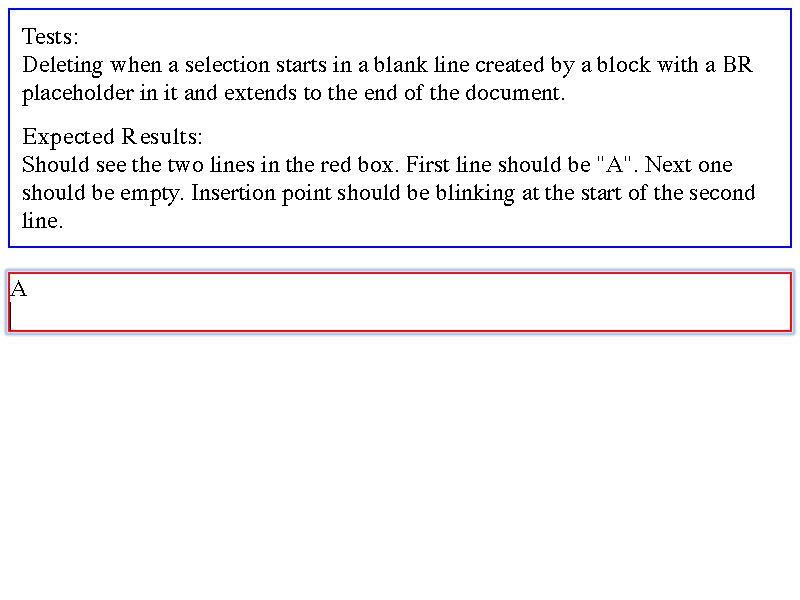 Tests:
Deleting when a selection starts in a blank line created by a block with a BR
placeholder in it and extends to the end of the document.
Expected Results:
Should see the two lines in the red box. First line should be "A". Next one
should be empty. Insertion point should be blinking at the start of the second
line.
A